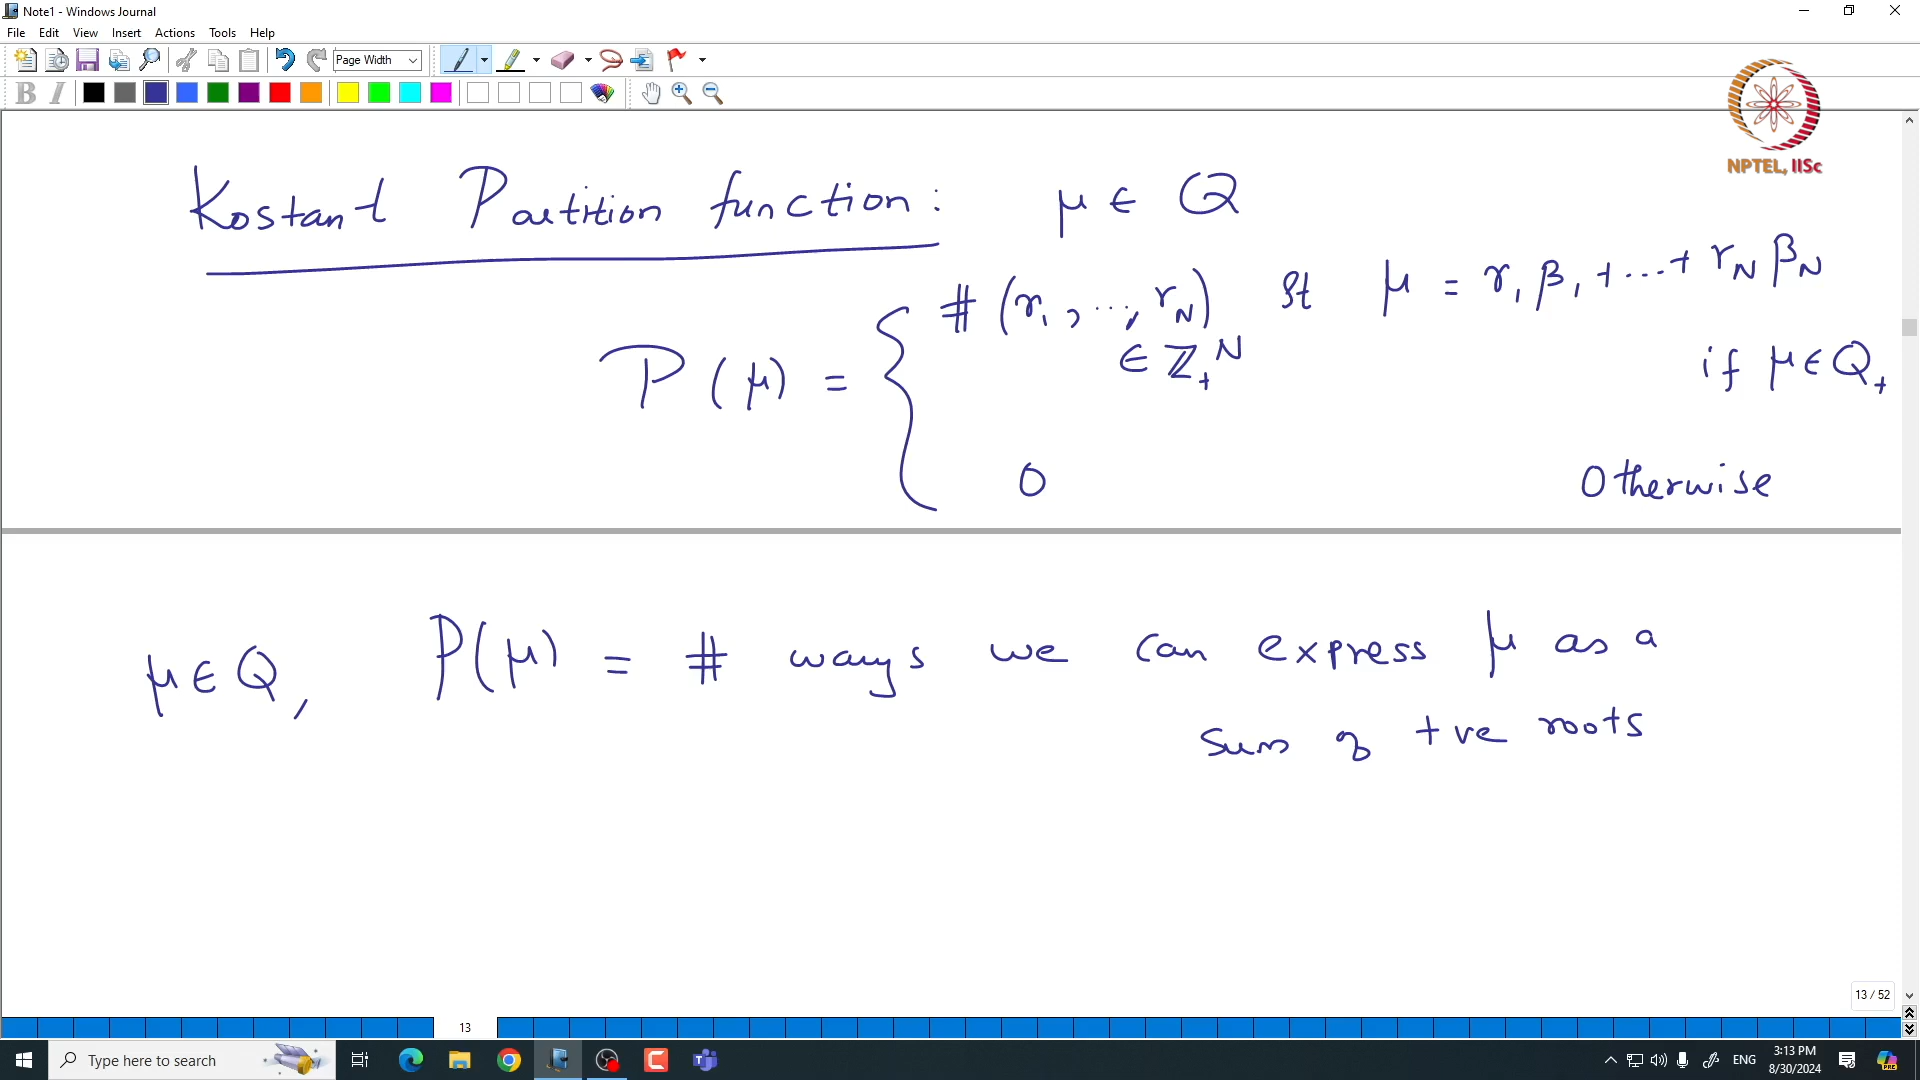 Note1 - Windows Journal
File Edit View Insert Actions Tools Help
Page Width
B I
NPTEL, IISc
Kostant Partition function: μ ∈ Q
P(μ) = { # (r₁, ..., r_N) st μ = r₁β₁ + ... + r_N β_N
∈ ℤ₊^N if μ ∈ Q₊
0 Otherwise
μ ∈ Q, P(μ) = # ways we can express μ as a
sum of +ve roots
13 / 52
13
Type here to search
ENG
3:13 PM
8/30/2024